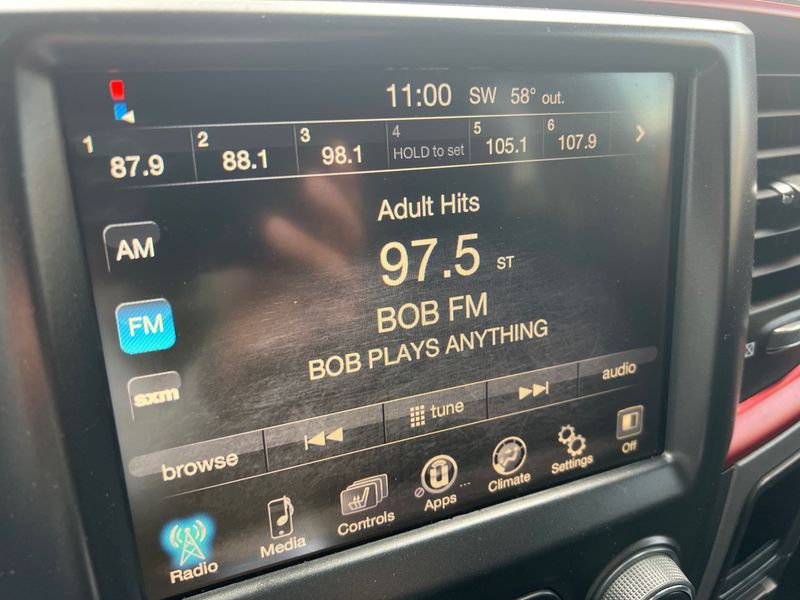 11:00 SW 58° out.
1 87.9 2 88.1 3 98.1 4 HOLD to set 5 105.1 6 107.9
Adult Hits
AM
97.5 ST
FM
BOB FM
BOB PLAYS ANYTHING
sxm
browse tune audio
Radio Media Controls Apps ... Climate Settings Off